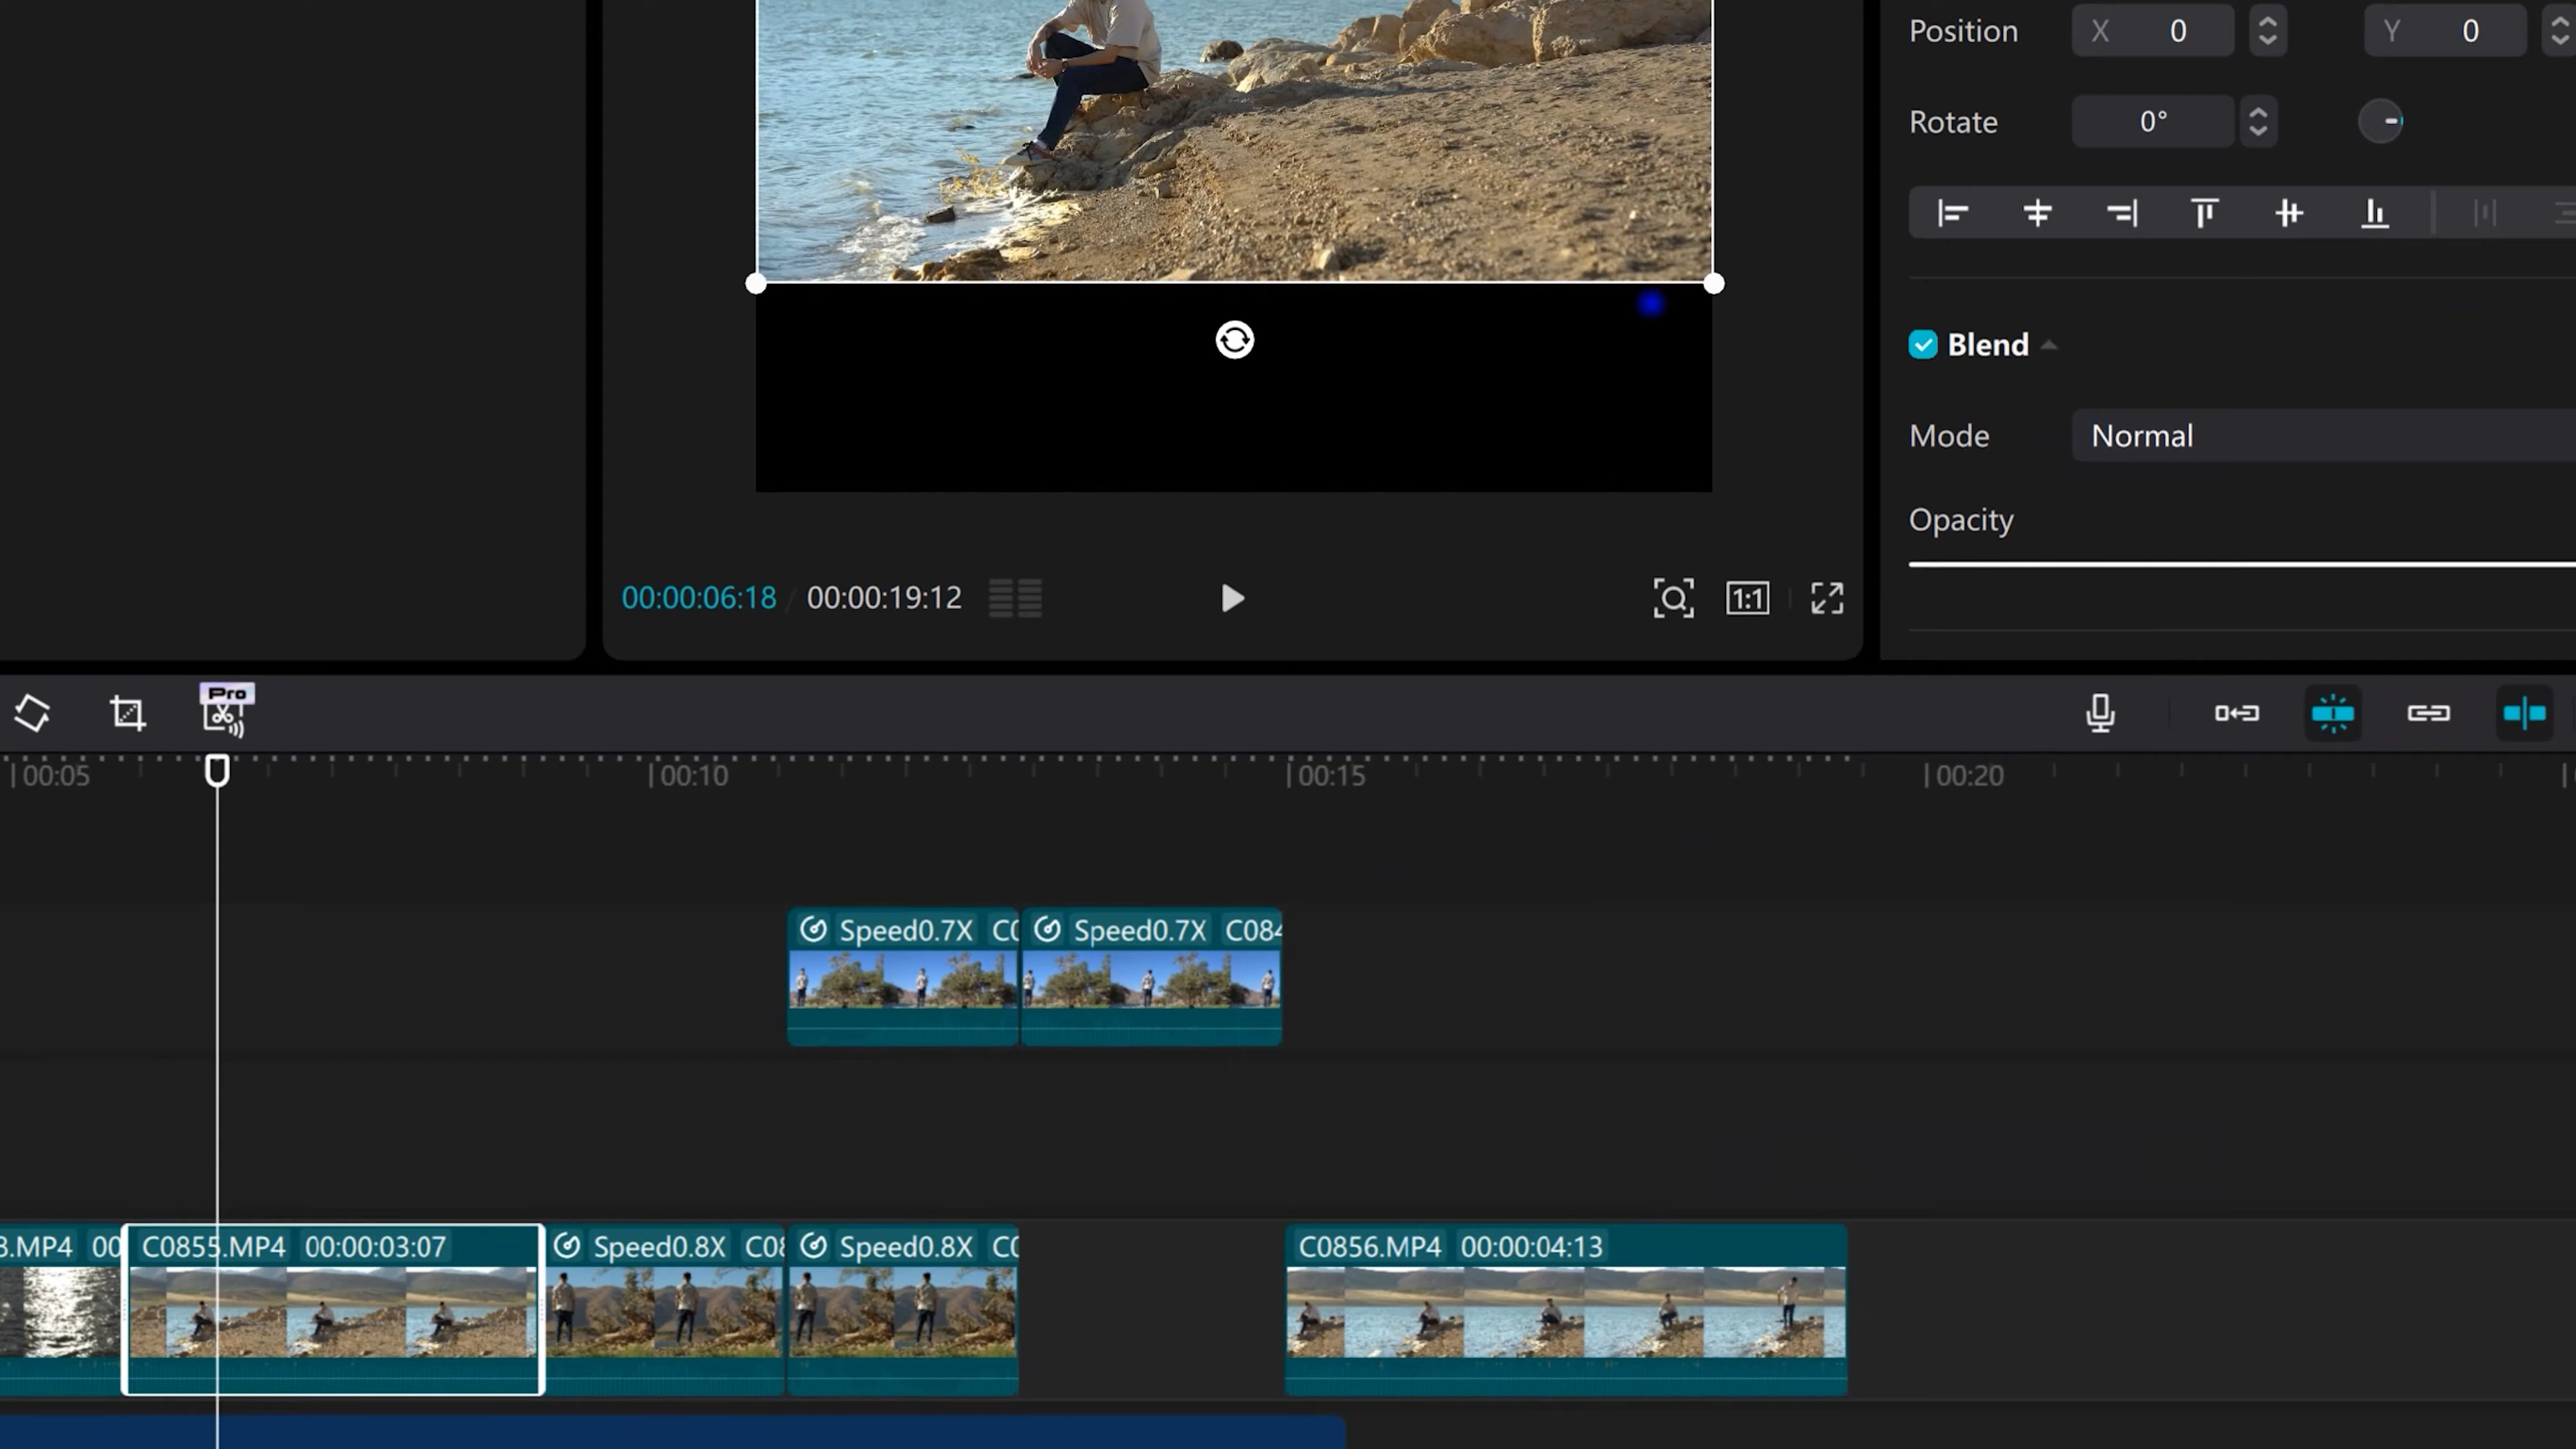 Position X 0 Y 0
Rotate 0°
Blend
Mode Normal
Opacity
00:00:06:18 / 00:00:19:12
1:1
Pro
00:05 00:10 00:15 00:20
Speed0.7X Speed0.7X C084
3.MP4 00 C0855.MP4 00:00:03:07 Speed0.8X C08 Speed0.8X C0856.MP4 00:00:04:13